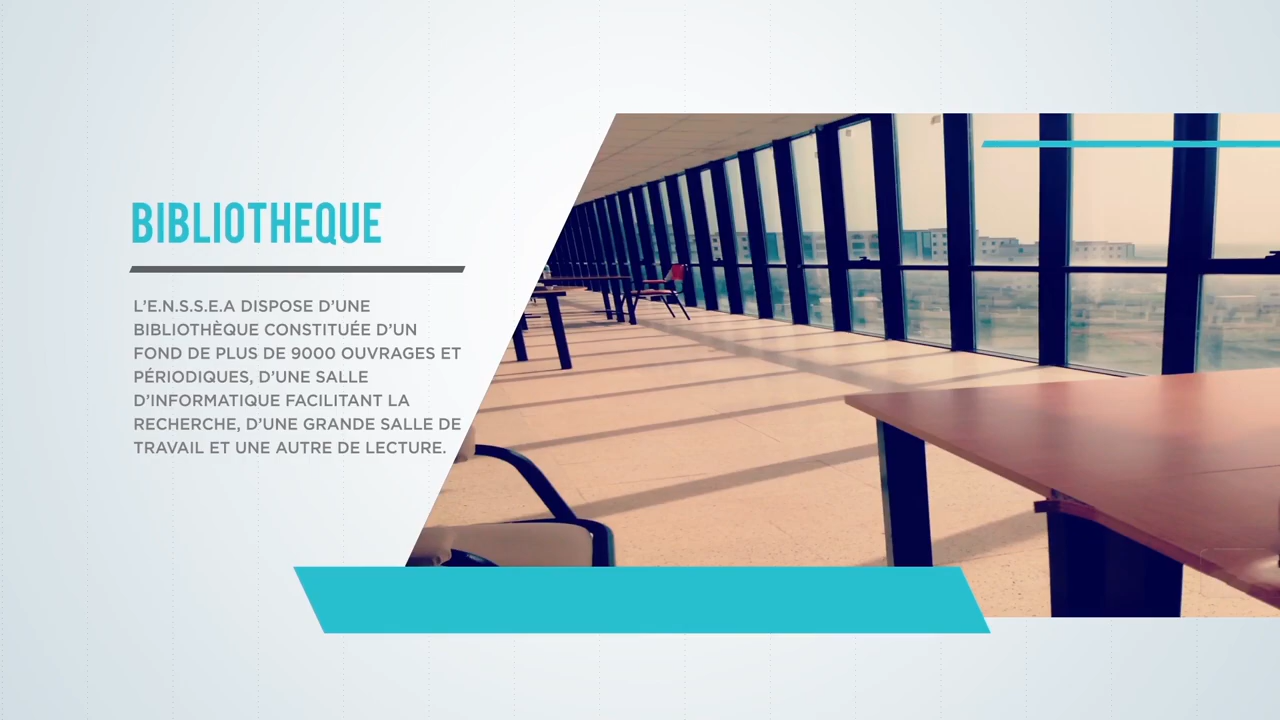 BIBLIOTHEQUE
L'E.N.S.S.E.A DISPOSE D'UNE
BIBLIOTHÈQUE CONSTITUÉE D'UN
FOND DE PLUS DE 9000 OUVRAGES ET
PÉRIODIQUES, D'UNE SALLE
D'INFORMATIQUE FACILITANT LA
RECHERCHE, D'UNE GRANDE SALLE DE
TRAVAIL ET UNE AUTRE DE LECTURE.